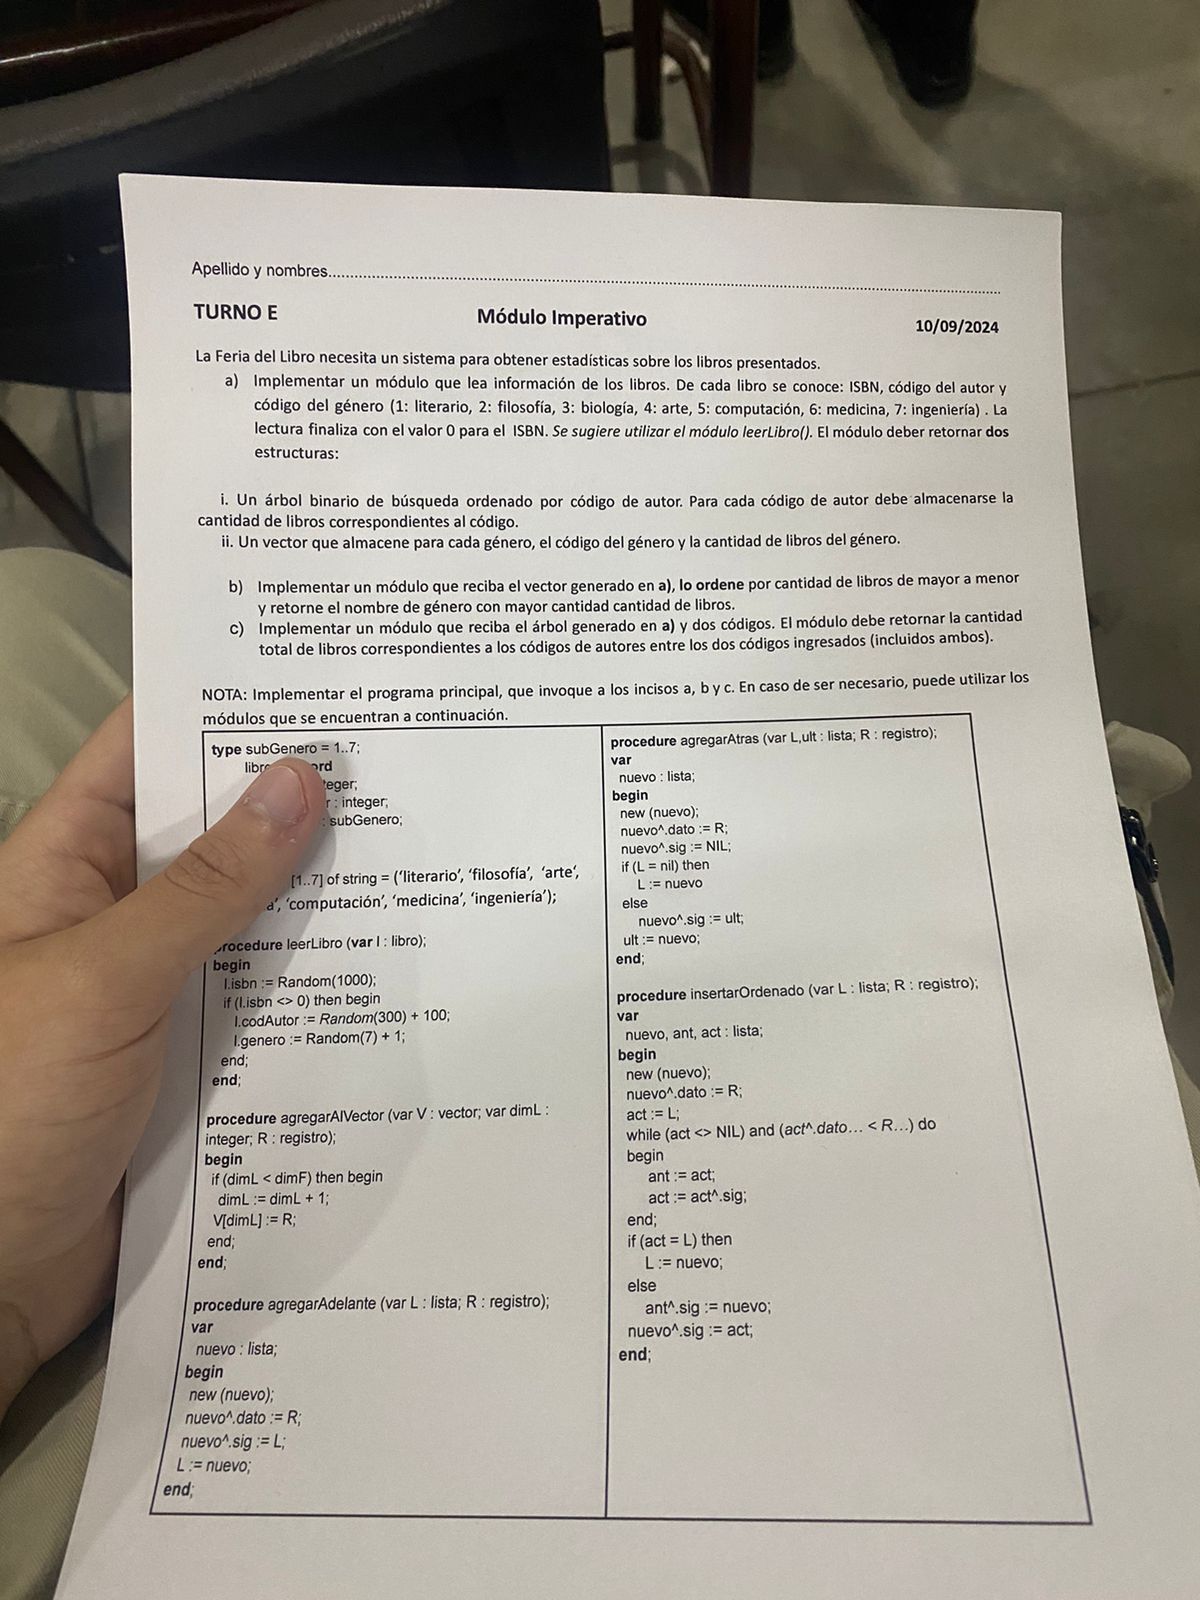 Apellido y nombres..........
TURNO E
Módulo Imperativo
10/09/2024
La Feria del Libro necesita un sistema para obtener estadísticas sobre los libros presentados.
a) Implementar un módulo que lea información de los libros. De cada libro se conoce: ISBN, código del autor y
código del género (1: literario, 2: filosofía, 3: biología, 4: arte, 5: computación, 6: medicina, 7: ingeniería) . La
lectura finaliza con el valor 0 para el ISBN. Se sugiere utilizar el módulo leerLibro(). El módulo deber retornar dos
estructuras:
i. Un árbol binario de búsqueda ordenado por código de autor. Para cada código de autor debe almacenarse la
cantidad de libros correspondientes al código.
ii. Un vector que almacene para cada género, el código del género y la cantidad de libros del género.
b) Implementar un módulo que reciba el vector generado en a), lo ordene por cantidad de libros de mayor a menor
y retorne el nombre de género con mayor cantidad cantidad de libros.
c) Implementar un módulo que reciba el árbol generado en a) y dos códigos. El módulo debe retornar la cantidad
total de libros correspondientes a los códigos de autores entre los dos códigos ingresados (incluidos ambos).
NOTA: Implementar el programa principal, que invoque a los incisos a, b y c. En caso de ser necesario, puede utilizar los
módulos que se encuentran a continuación.
type subGenero = 1..7;
: integer;
: subGenero;
[1..7] of string = ('literario', 'filosofía', 'arte',
'computación', 'medicina', 'ingeniería');
procedure leerLibro (var l : libro);
begin
l.isbn := Random(1000);
if (l.isbn <> 0) then begin
l.codAutor := Random(300) + 100;
l.genero := Random(7) + 1;
end;
end;
procedure agregarAlVector (var V : vector; var dimL :
integer; R : registro);
begin
if (dimL < dimF) then begin
dimL := dimL + 1;
V[dimL] := R;
end;
end;
procedure agregarAdelante (var L : lista; R : registro);
var
nuevo : lista;
begin
new (nuevo);
nuevo^.dato := R;
nuevo^.sig := L;
L := nuevo;
end;
procedure agregarAtras (var L,ult : lista; R : registro);
var
nuevo : lista;
begin
new (nuevo);
nuevo^.dato := R;
nuevo^.sig := NIL;
if (L = nil) then
L := nuevo
else
nuevo^.sig := ult;
ult := nuevo;
end;
procedure insertarOrdenado (var L : lista; R : registro);
var
nuevo, ant, act : lista;
begin
new (nuevo);
nuevo^.dato := R;
act := L;
while (act <> NIL) and (act^.dato... < R...) do
begin
ant := act;
act := act^.sig;
end;
if (act = L) then
L := nuevo;
else
ant^.sig := nuevo;
nuevo^.sig := act;
end;